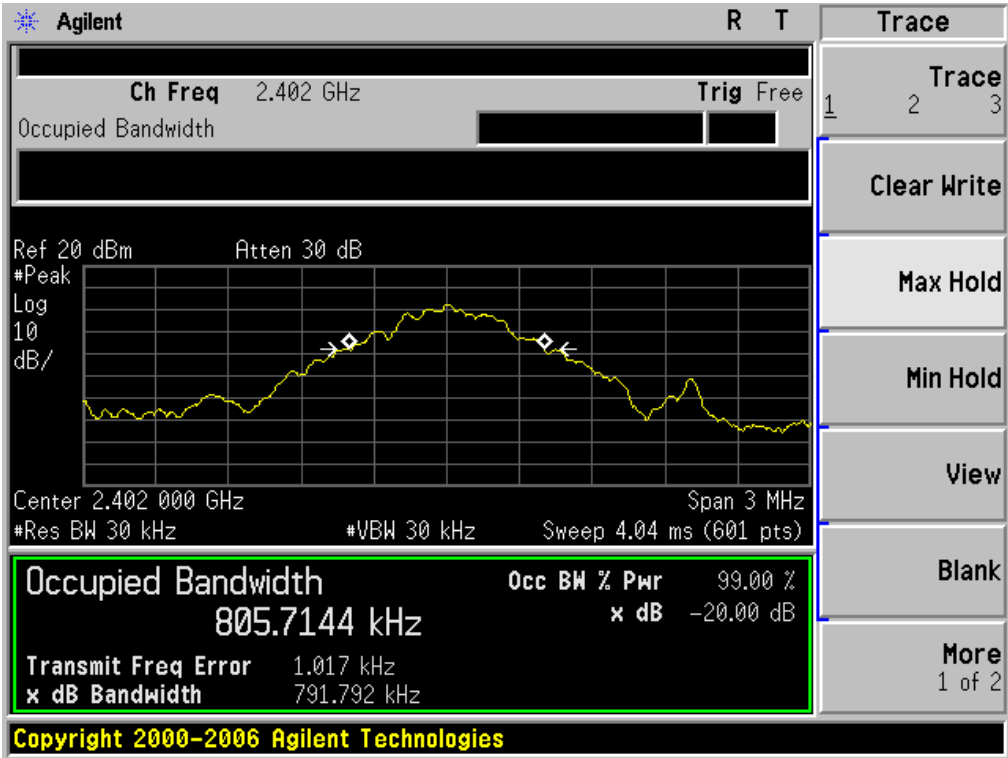 Agilent R T Trace
Ch Freq 2.402 GHz Trig Free
Occupied Bandwidth
Trace
1 2 3
Clear Write
Max Hold
Min Hold
View
Blank
More
1 of 2
Ref 20 dBm Atten 30 dB
#Peak
Log
10
dB/
Center 2.402 000 GHz Span 3 MHz
#Res BW 30 kHz #VBW 30 kHz Sweep 4.04 ms (601 pts)
Occupied Bandwidth Occ BW % Pwr 99.00 %
805.7144 kHz x dB -20.00 dB
Transmit Freq Error 1.017 kHz
x dB Bandwidth 791.792 kHz
Copyright 2000-2006 Agilent Technologies